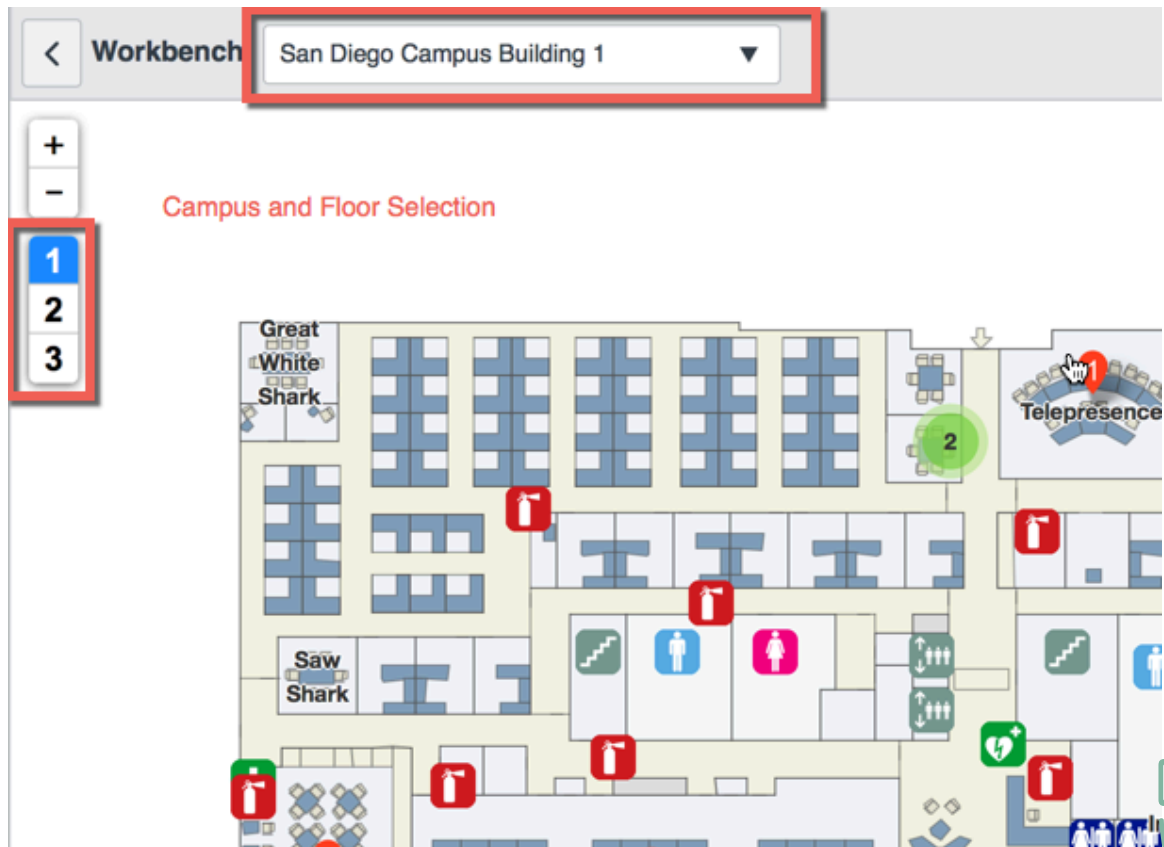 Workbench
San Diego Campus Building 1
+
−
Campus and Floor Selection
1
2
3
Great
White
Shark
1
Telepresence
2
Saw
Shark